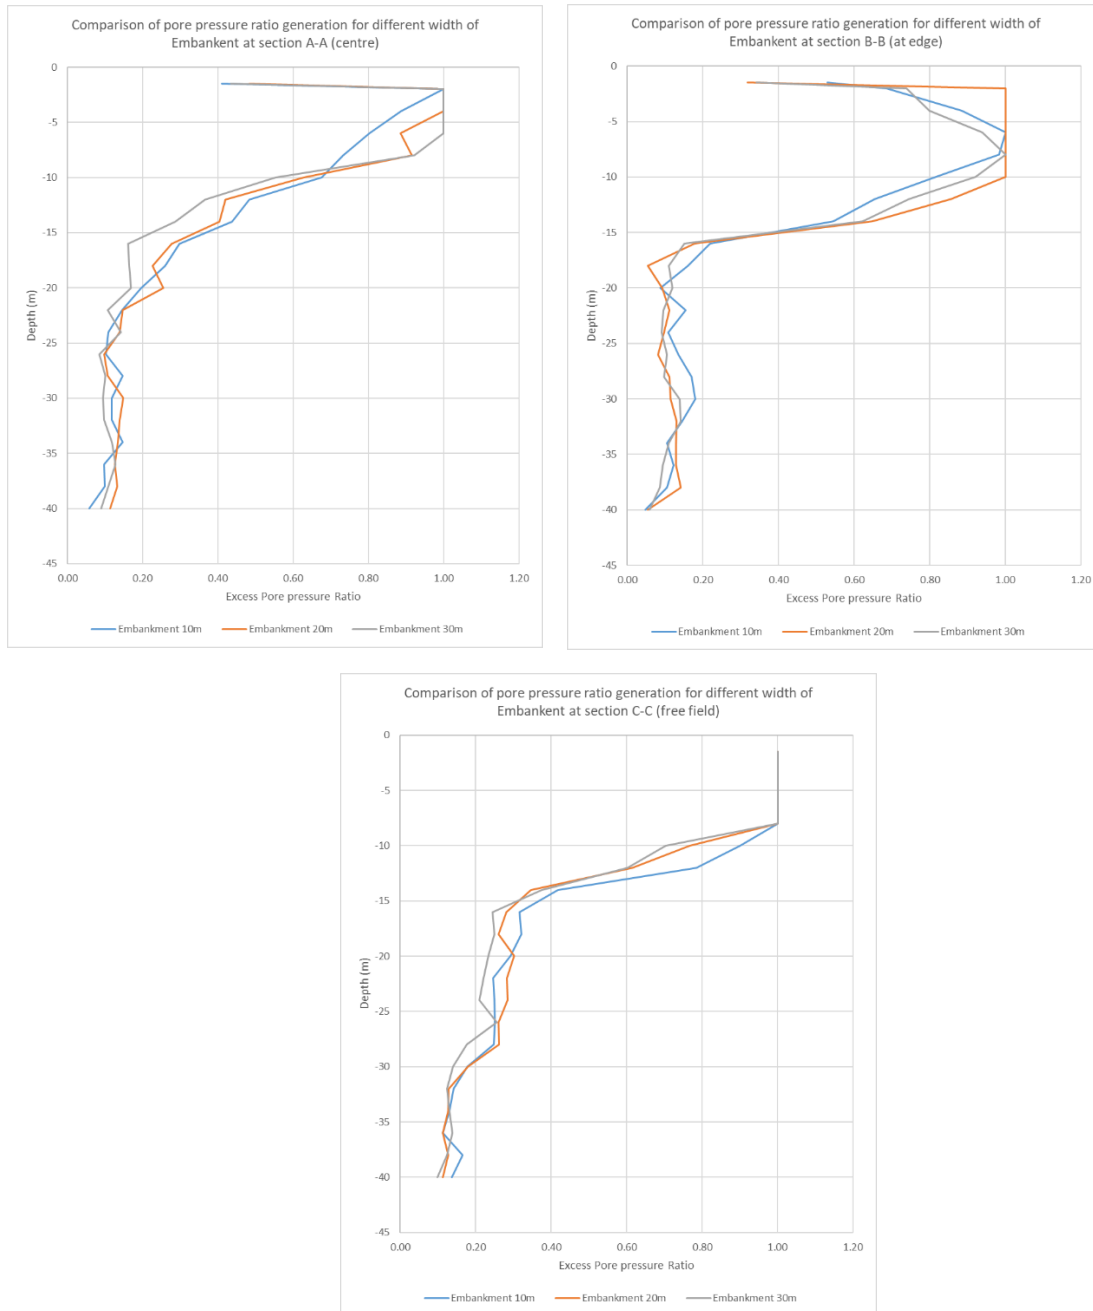 Comparison of pore pressure ratio generation for different width of
Embankent at section A-A (centre)
0
-5
-10
-15
-20
-25
-30
-35
-40
-45
Depth (m)
0.00 0.20 0.40 0.60 0.80 1.00 1.20
Excess Pore pressure Ratio
Embankment 10m Embankment 20m Embankment 30m
Comparison of pore pressure ratio generation for different width of
Embankent at section B-B (at edge)
0
-5
-10
-15
-20
-25
-30
-35
-40
-45
Depth (m)
0.00 0.20 0.40 0.60 0.80 1.00 1.20
Excess Pore pressure Ratio
Embankment 10m Embankment 20m Embankment 30m
Comparison of pore pressure ratio generation for different width of
Embankent at section C-C (free field)
0
-5
-10
-15
-20
-25
-30
-35
-40
-45
Depth (m)
0.00 0.20 0.40 0.60 0.80 1.00 1.20
Excess Pore pressure Ratio
Embankment 10m Embankment 20m Embankment 30m